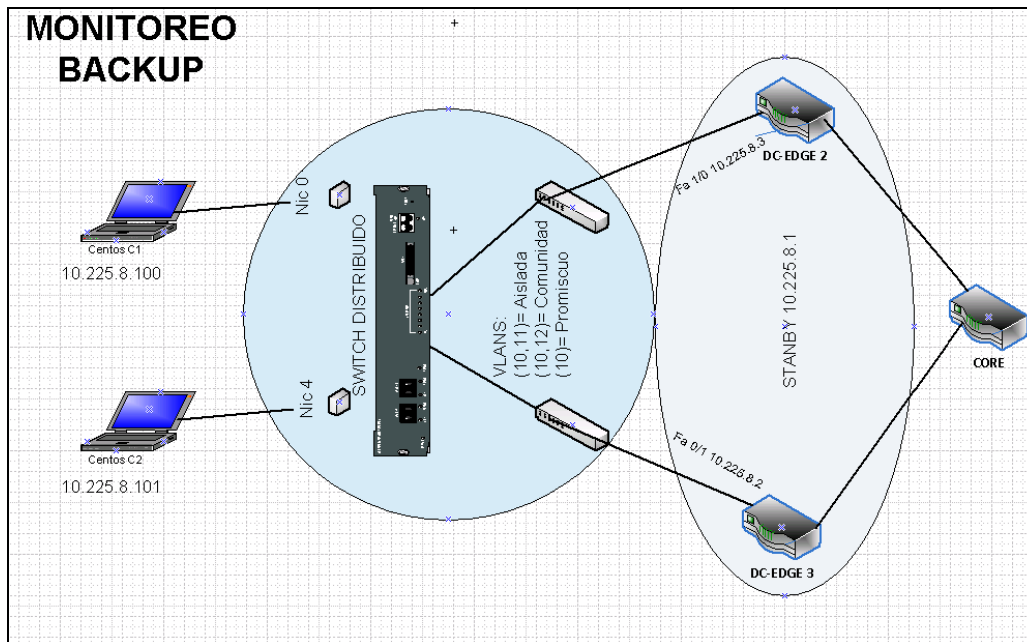 MONITOREO
BACKUP
Centos C1
10.225.8.100
Nic 0
Centos C2
10.225.8.101
Nic 4
SWITCH DISTRIBUIDO
VLANS:
(10,11)= Aislada
(10,12)= Comunidad
(10)= Promiscuo
DC-EDGE 2
Fa 1/0 10.225.8.3
STANBY 10.225.8.1
CORE
Fa 0/1 10.225.8.2
DC-EDGE 3